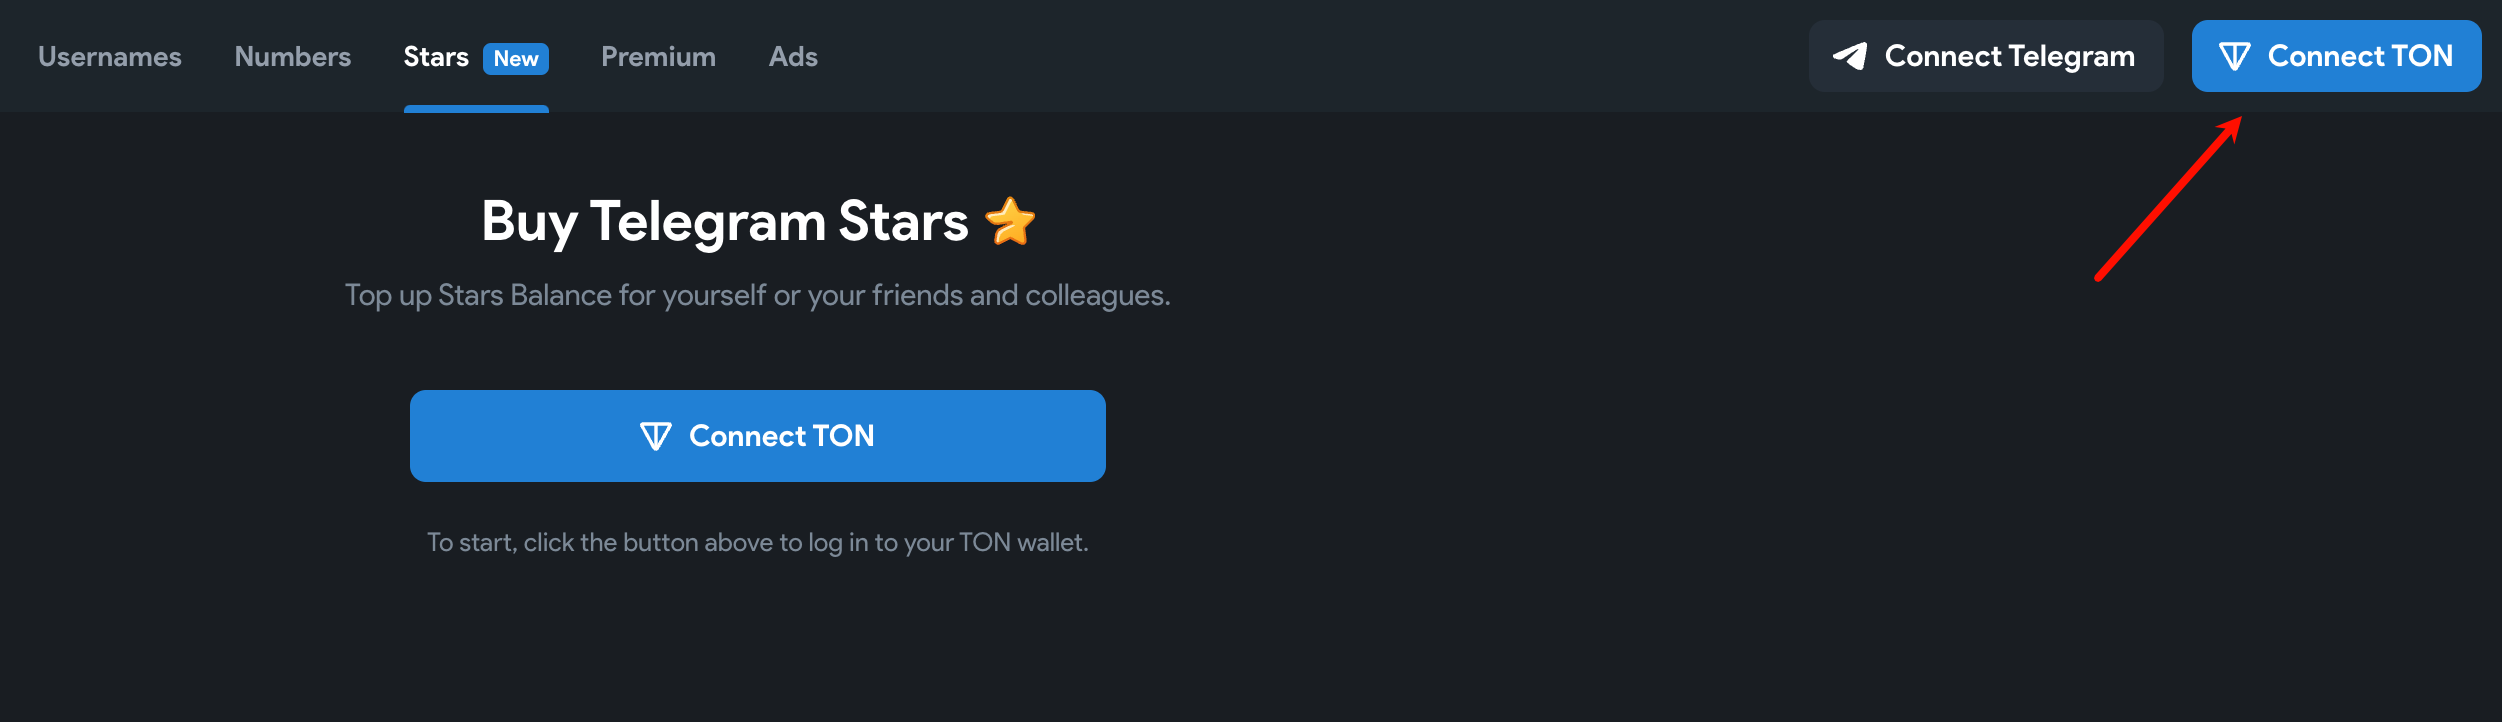 Usernames Numbers Stars New Premium Ads Connect Telegram Connect TON
Buy Telegram Stars
Top up Stars Balance for yourself or your friends and colleagues.
Connect TON
To start, click the button above to log in to your TON wallet.